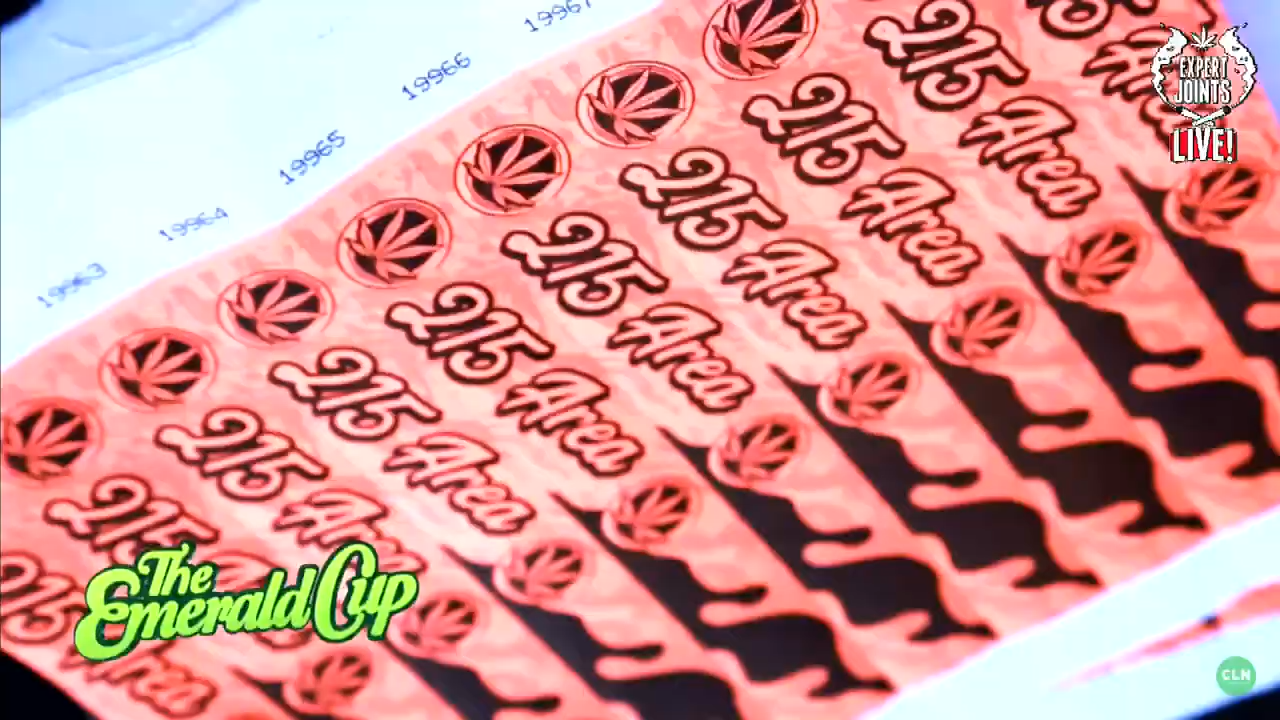 19963
19964
19965
19966
19967
215 Area
215 Area
215 Area
215 Area
215 Area
215 Area
215 Area
215 Area
215 Area
The
Emerald Cup
EXPERT
JOINTS
LIVE!
CLN